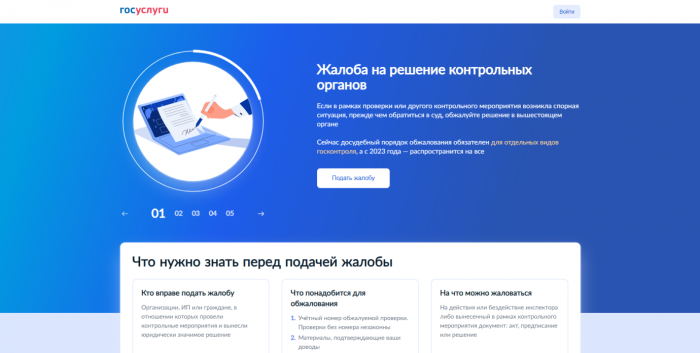 госуслуги
Войти
Жалоба на решение контрольных
органов
Если в рамках проверки или другого контрольного мероприятия возникла спорная
ситуация, прежде чем обратиться в суд, обжалуйте решение в вышестоящем
органе
Сейчас досудебный порядок обжалования обязателен для отдельных видов
госконтроля, а с 2023 года — распространится на все
Подать жалобу
← 01 02 03 04 05 →
Что нужно знать перед подачей жалобы
Кто вправе подать жалобу
Организации, ИП или граждане, в
отношении которых провели
контрольные мероприятия и вынесли
юридически значимое решение
Что понадобится для
обжалования
1. Учётный номер обжалуемой проверки.
Проверки без номера незаконны
2. Материалы, подтверждающие ваши
доводы
На что можно жаловаться
На действия или бездействие инспектора
либо вынесенный в рамках контрольного
мероприятия документ: акт, предписание
или решение